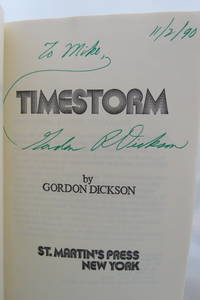 11/2/90
To Mike,
TIMESTORM
Gordon R Dickson
by
GORDON DICKSON
ST. MARTIN'S PRESS
NEW YORK